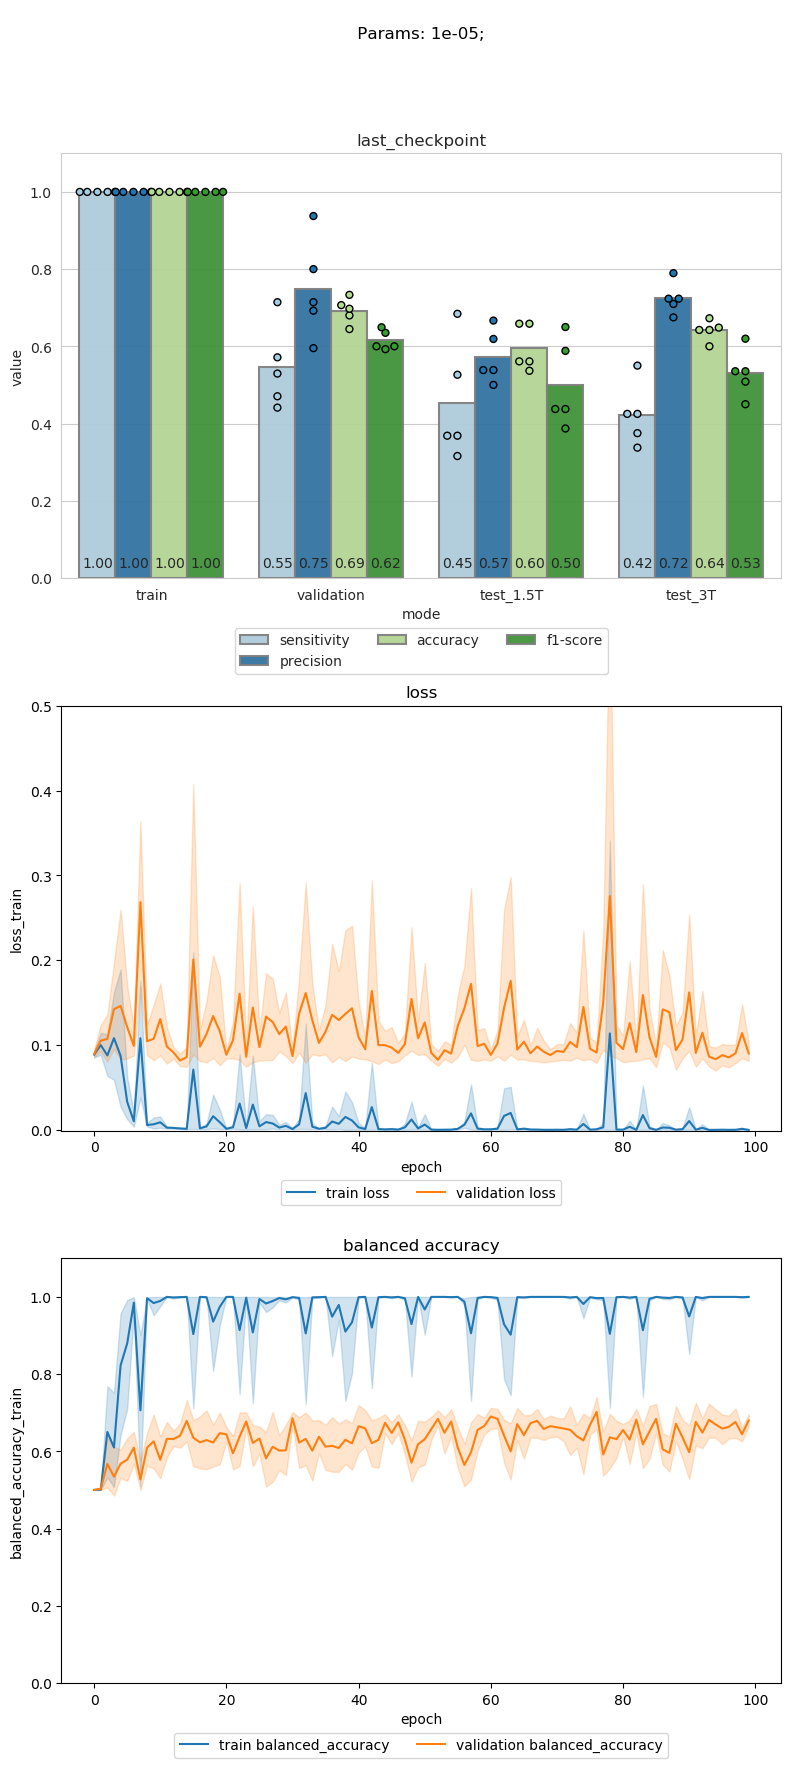 Params: 1e-05;
last_checkpoint
value
1.0
0.8
0.6
0.4
0.2
0.0
1.00 1.00 1.00 1.00 0.55 0.75 0.69 0.62 0.45 0.57 0.60 0.50 0.42 0.72 0.64 0.53
train validation test_1.5T test_3T
mode
sensitivity accuracy f1-score
precision
loss
loss_train
0.5
0.4
0.3
0.2
0.1
0.0
0 20 40 60 80 100
epoch
train loss validation loss
balanced accuracy
balanced_accuracy_train
1.0
0.8
0.6
0.4
0.2
0.0
0 20 40 60 80 100
epoch
train balanced_accuracy validation balanced_accuracy